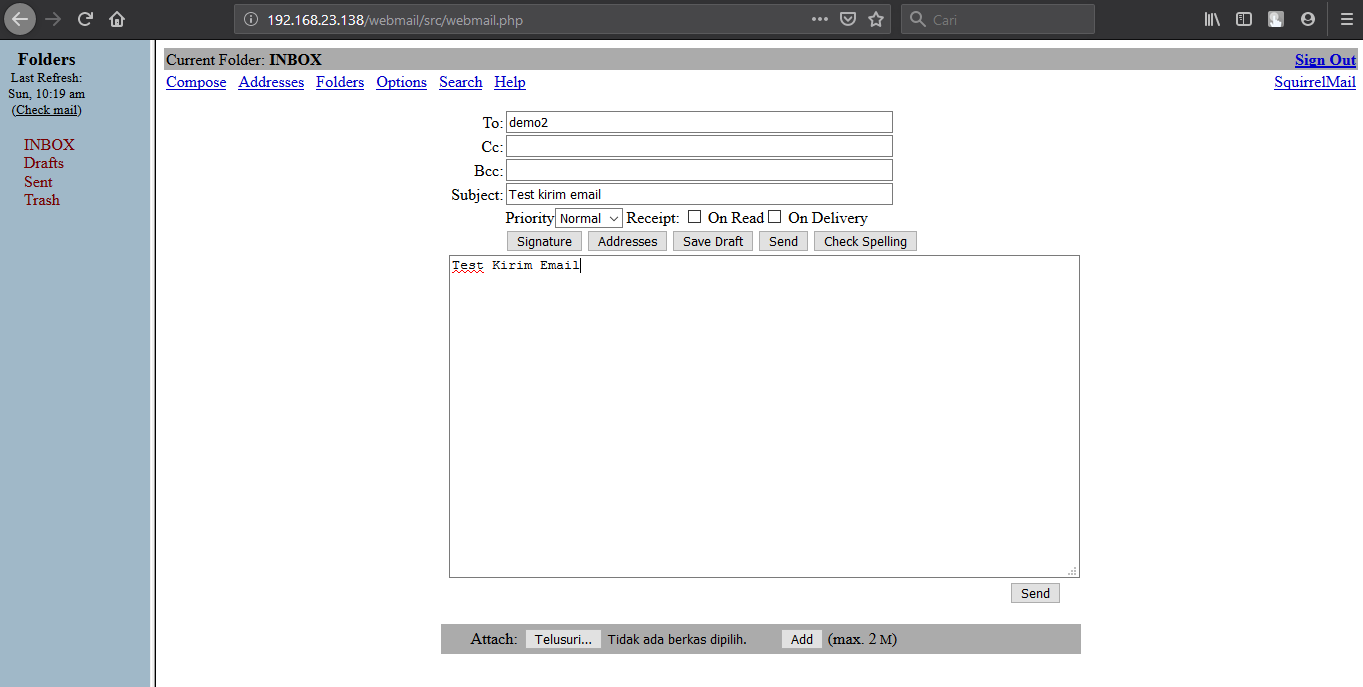 192.168.23.138/webmail/src/webmail.php
Cari
Folders
Last Refresh:
Sun, 10:19 am
(Check mail)
INBOX
Drafts
Sent
Trash
Current Folder: INBOX
Sign Out
Compose Addresses Folders Options Search Help
SquirrelMail
To: demo2
Cc:
Bcc:
Subject: Test kirim email
Priority Normal Receipt: On Read On Delivery
Signature Addresses Save Draft Send Check Spelling
Test Kirim Email
Send
Attach: Telusuri... Tidak ada berkas dipilih. Add (max. 2 M)